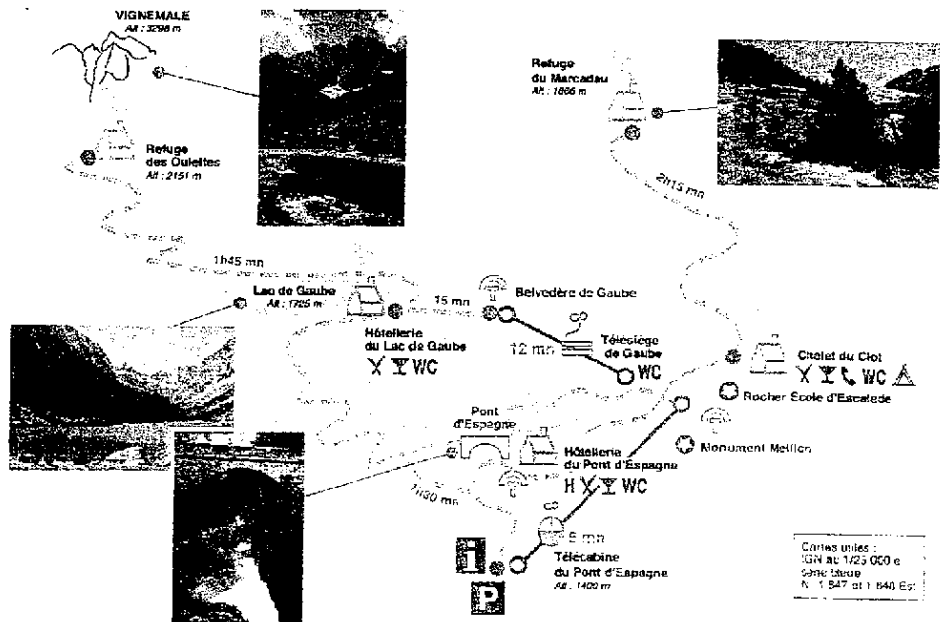 VIGNEMALE
Alt : 3298 m
Refuge
des Oulettes
Alt : 2151 m
Refuge
du Marcadau
Alt : 1866 m
2h15 mn
1h45 mn
Lac de Gaube
Alt : 1725 m
15 mn
Belvedère de Gaube
Hôtellerie
du Lac de Gaube
WC
12 mn
Télésiège
de Gaube
WC
Chalet du Clot
WC
Rocher Ecole d'Escalade
Monument Meillon
Pont
d'Espagne
Hôtellerie
du Pont d'Espagne
H WC
1h30 mn
i
P
Télécabine
du Pont d'Espagne
Alt : 1400 m
Cartes utiles :
IGN au 1/25 000 e
série bleue
N° 1 647 et 1 648 Est